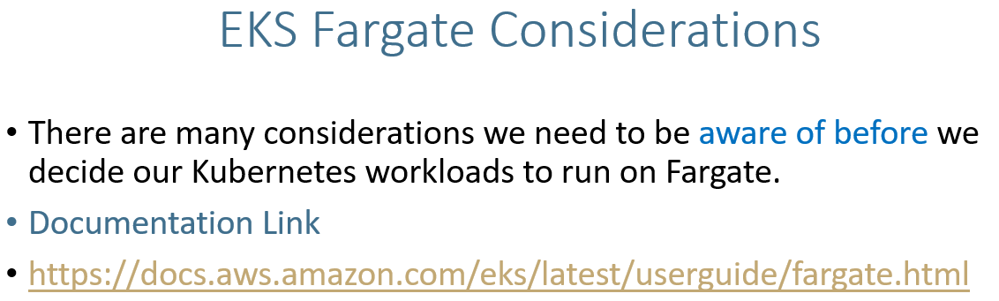 EKS Fargate Considerations
• There are many considerations we need to be aware of before we
decide our Kubernetes workloads to run on Fargate.
• Documentation Link
• https://docs.aws.amazon.com/eks/latest/userguide/fargate.html